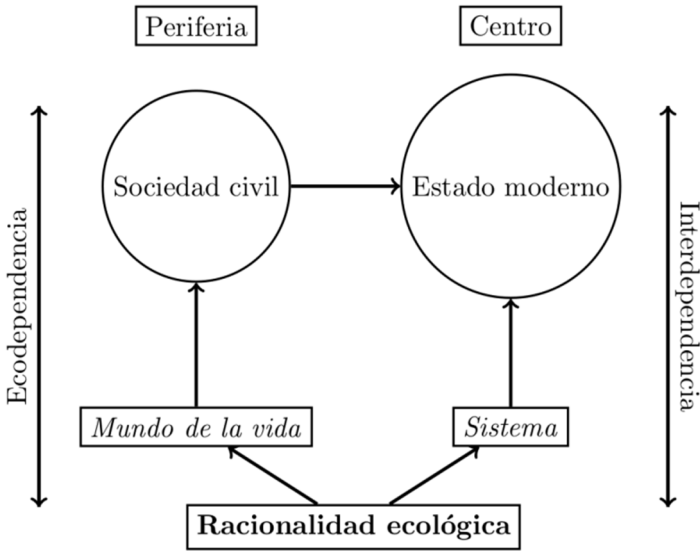 Periferia
Centro
Sociedad civil
Estado moderno
Ecodependencia
Interdependencia
Mundo de la vida
Sistema
Racionalidad ecológica